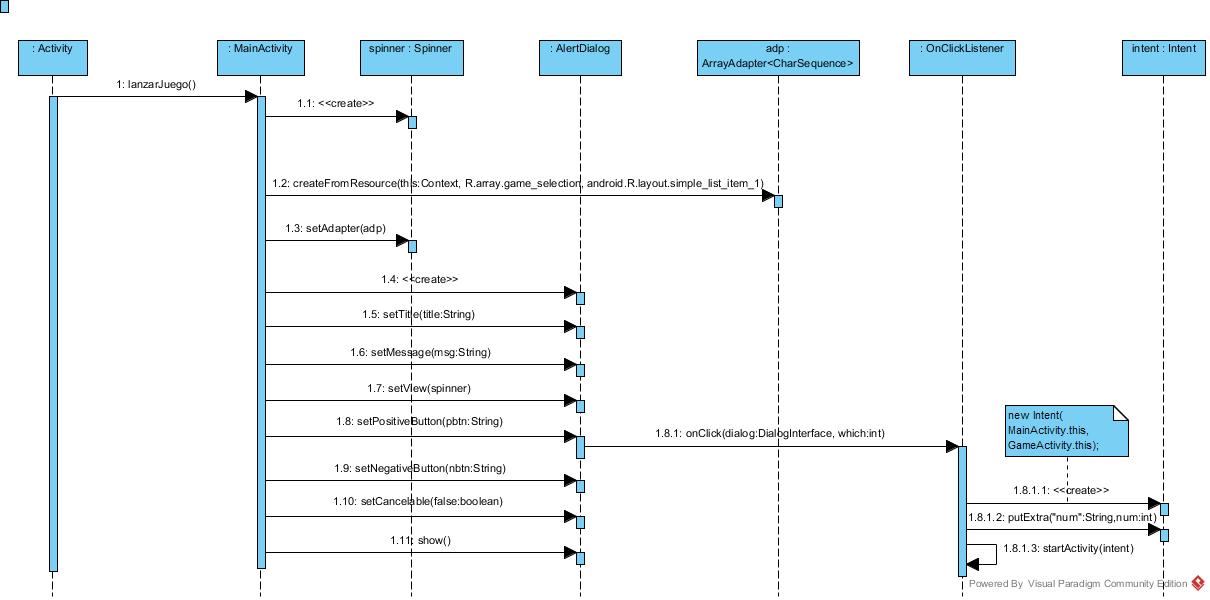 : Activity
: MainActivity
spinner : Spinner
: AlertDialog
adp :
ArrayAdapter<CharSequence>
: OnClickListener
intent : Intent
1: lanzarJuego()
1.1: <<create>>
1.2: createFromResource(this:Context, R.array.game_selection, android.R.layout.simple_list_item_1)
1.3: setAdapter(adp)
1.4: <<create>>
1.5: setTitle(title:String)
1.6: setMessage(msg:String)
1.7: setView(spinner)
1.8: setPositiveButton(pbtn:String)
1.8.1: onClick(dialog:DialogInterface, which:int)
new Intent(
MainActivity.this,
GameActivity.this);
1.9: setNegativeButton(nbtn:String)
1.8.1.1: <<create>>
1.10: setCancelable(false:boolean)
1.8.1.2: putExtra("num":String,num:int)
1.11: show()
1.8.1.3: startActivity(intent)
Powered By Visual Paradigm Community Edition